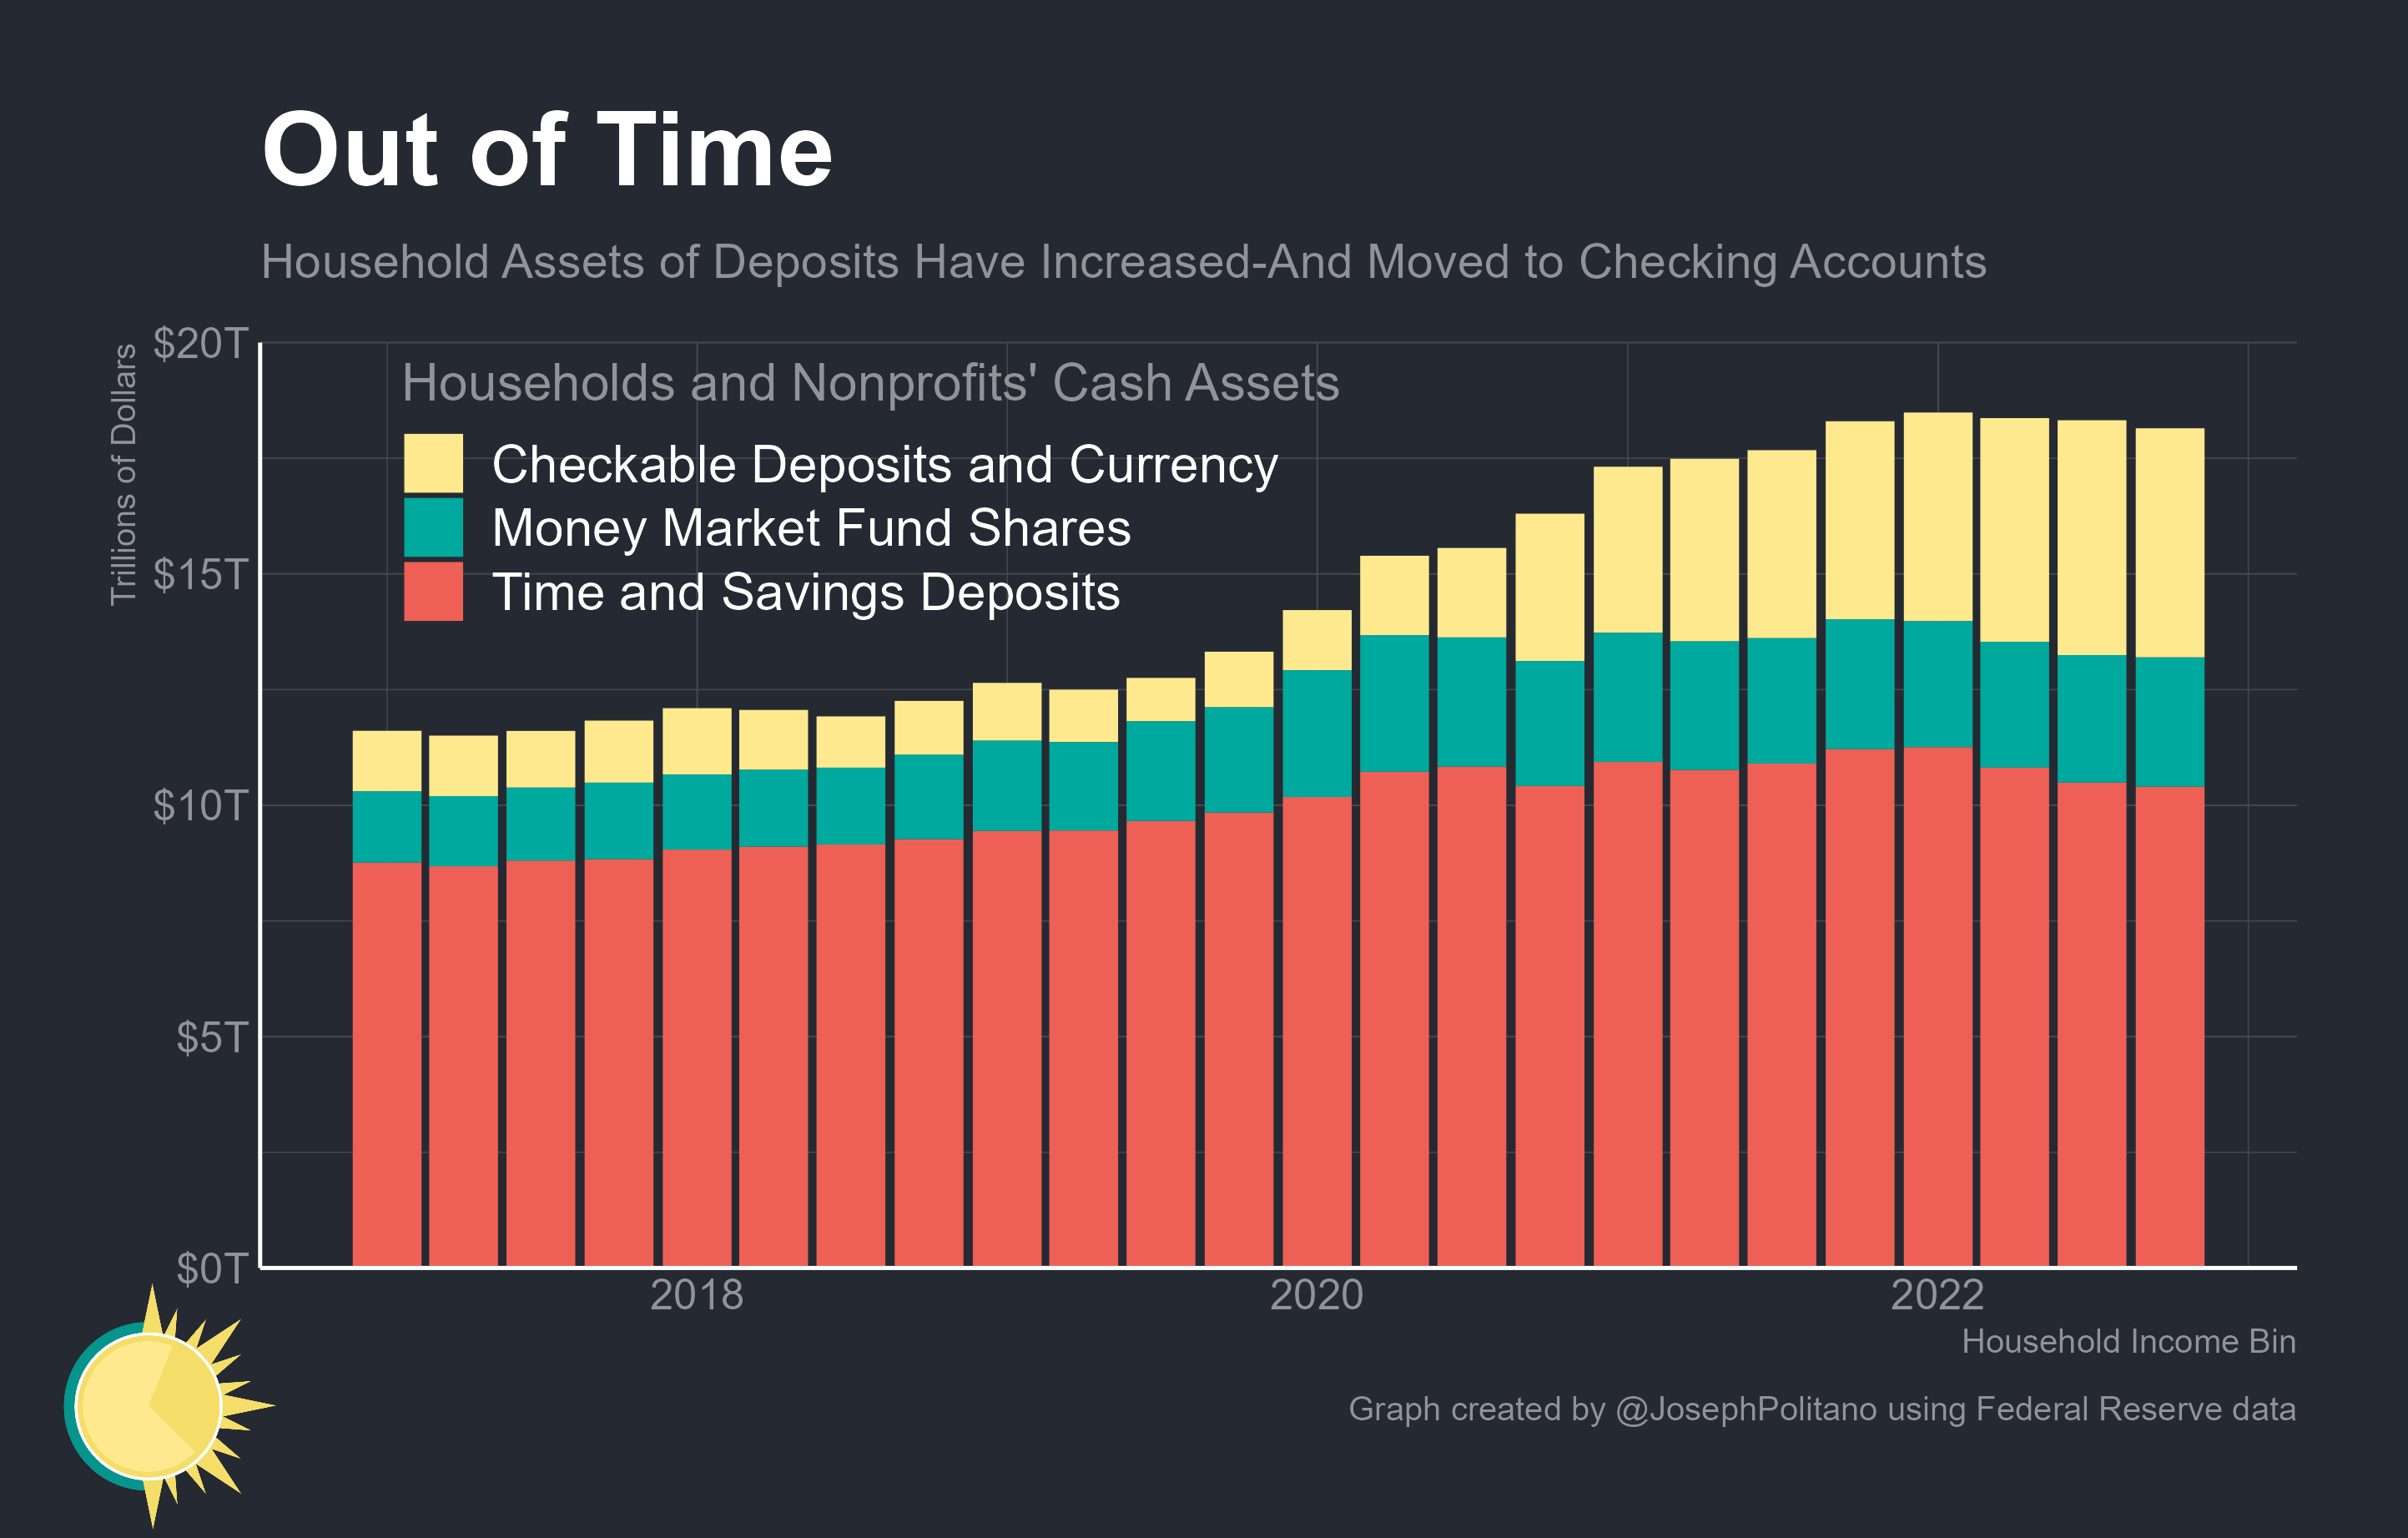 Out of Time
Household Assets of Deposits Have Increased-And Moved to Checking Accounts
Trillions of Dollars
$20T
$15T
$10T
$5T
$0T
Households and Nonprofits' Cash Assets
Checkable Deposits and Currency
Money Market Fund Shares
Time and Savings Deposits
2018
2020
2022
Household Income Bin
Graph created by @JosephPolitano using Federal Reserve data